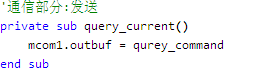 '通信部分:发送
private sub query_current()
    mcom1.outbuf = qurey_command
end sub